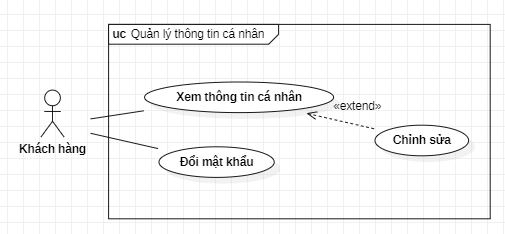 uc Quản lý thông tin cá nhân
Xem thông tin cá nhân
«extend»
Chỉnh sửa
Khách hàng
Đổi mật khẩu